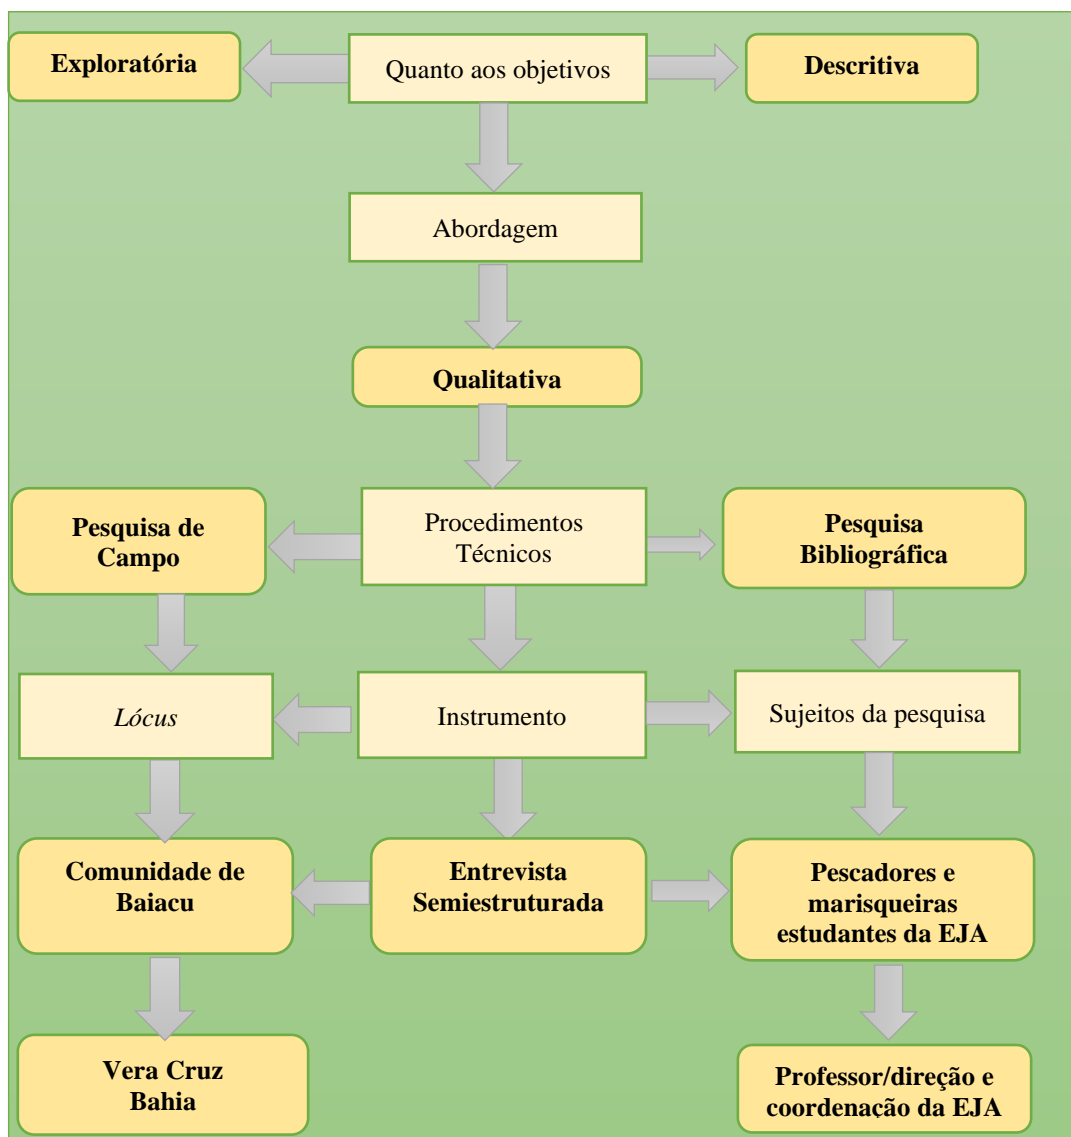 Exploratória
Quanto aos objetivos
Descritiva
Abordagem
Qualitativa
Pesquisa de
Campo
Procedimentos
Técnicos
Pesquisa
Bibliográfica
Lócus
Instrumento
Sujeitos da pesquisa
Comunidade de
Baiacu
Entrevista
Semiestruturada
Pescadores e
marisqueiras
estudantes da EJA
Vera Cruz
Bahia
Professor/direção e
coordenação da EJA